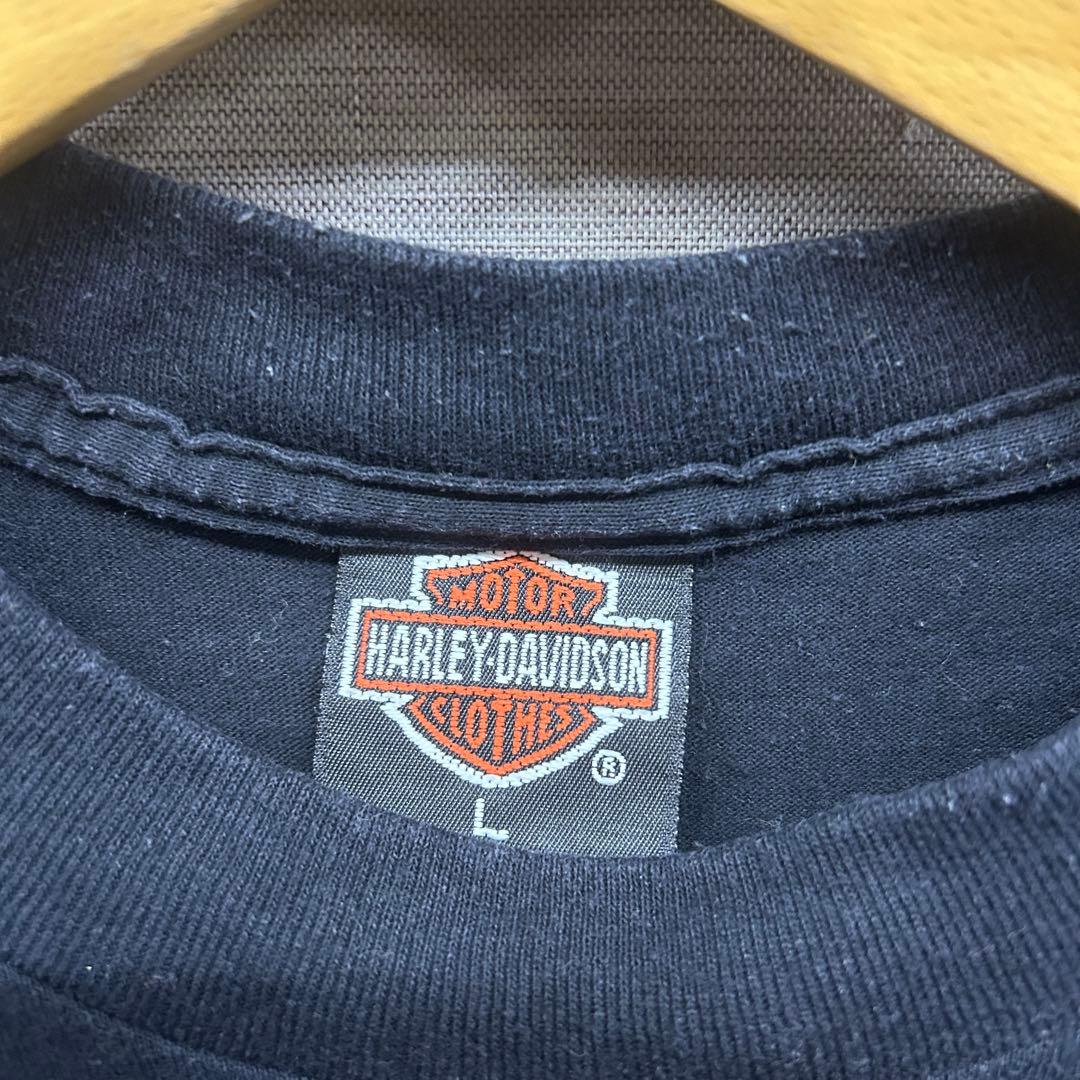 MOTOR
HARLEY-DAVIDSON
CLOTHES
®
L